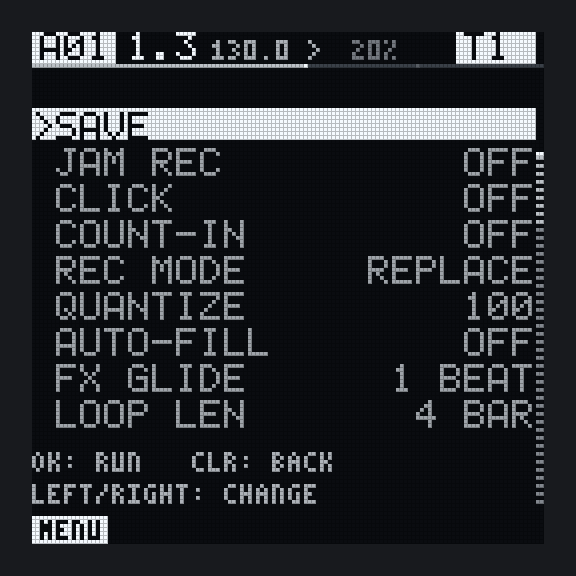 A01 1.3 130.0 > 20% T1
>SAVE
JAM REC OFF
CLICK OFF
COUNT-IN OFF
REC MODE REPLACE
QUANTIZE 100
AUTO-FILL OFF
FX GLIDE 1 BEAT
LOOP LEN 4 BAR
OK: RUN CLR: BACK
LEFT/RIGHT: CHANGE
MENU